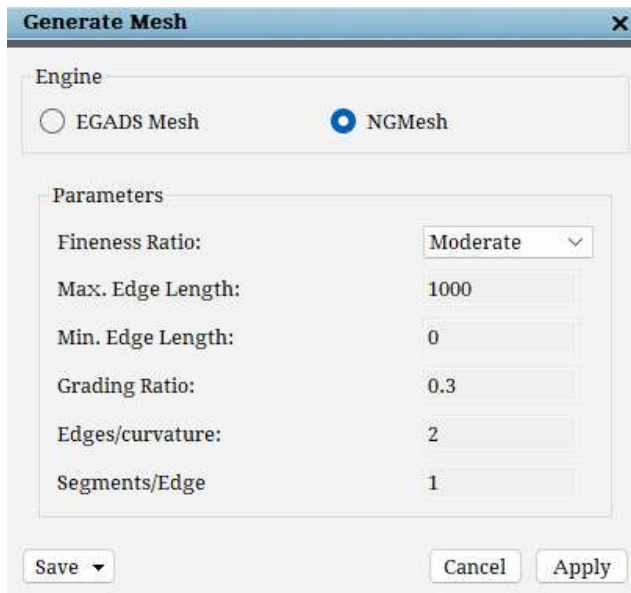 Generate Mesh
Engine
EGADS Mesh NGMesh
Parameters
Fineness Ratio: Moderate
Max. Edge Length: 1000
Min. Edge Length: 0
Grading Ratio: 0.3
Edges/curvature: 2
Segments/Edge 1
Save Cancel Apply